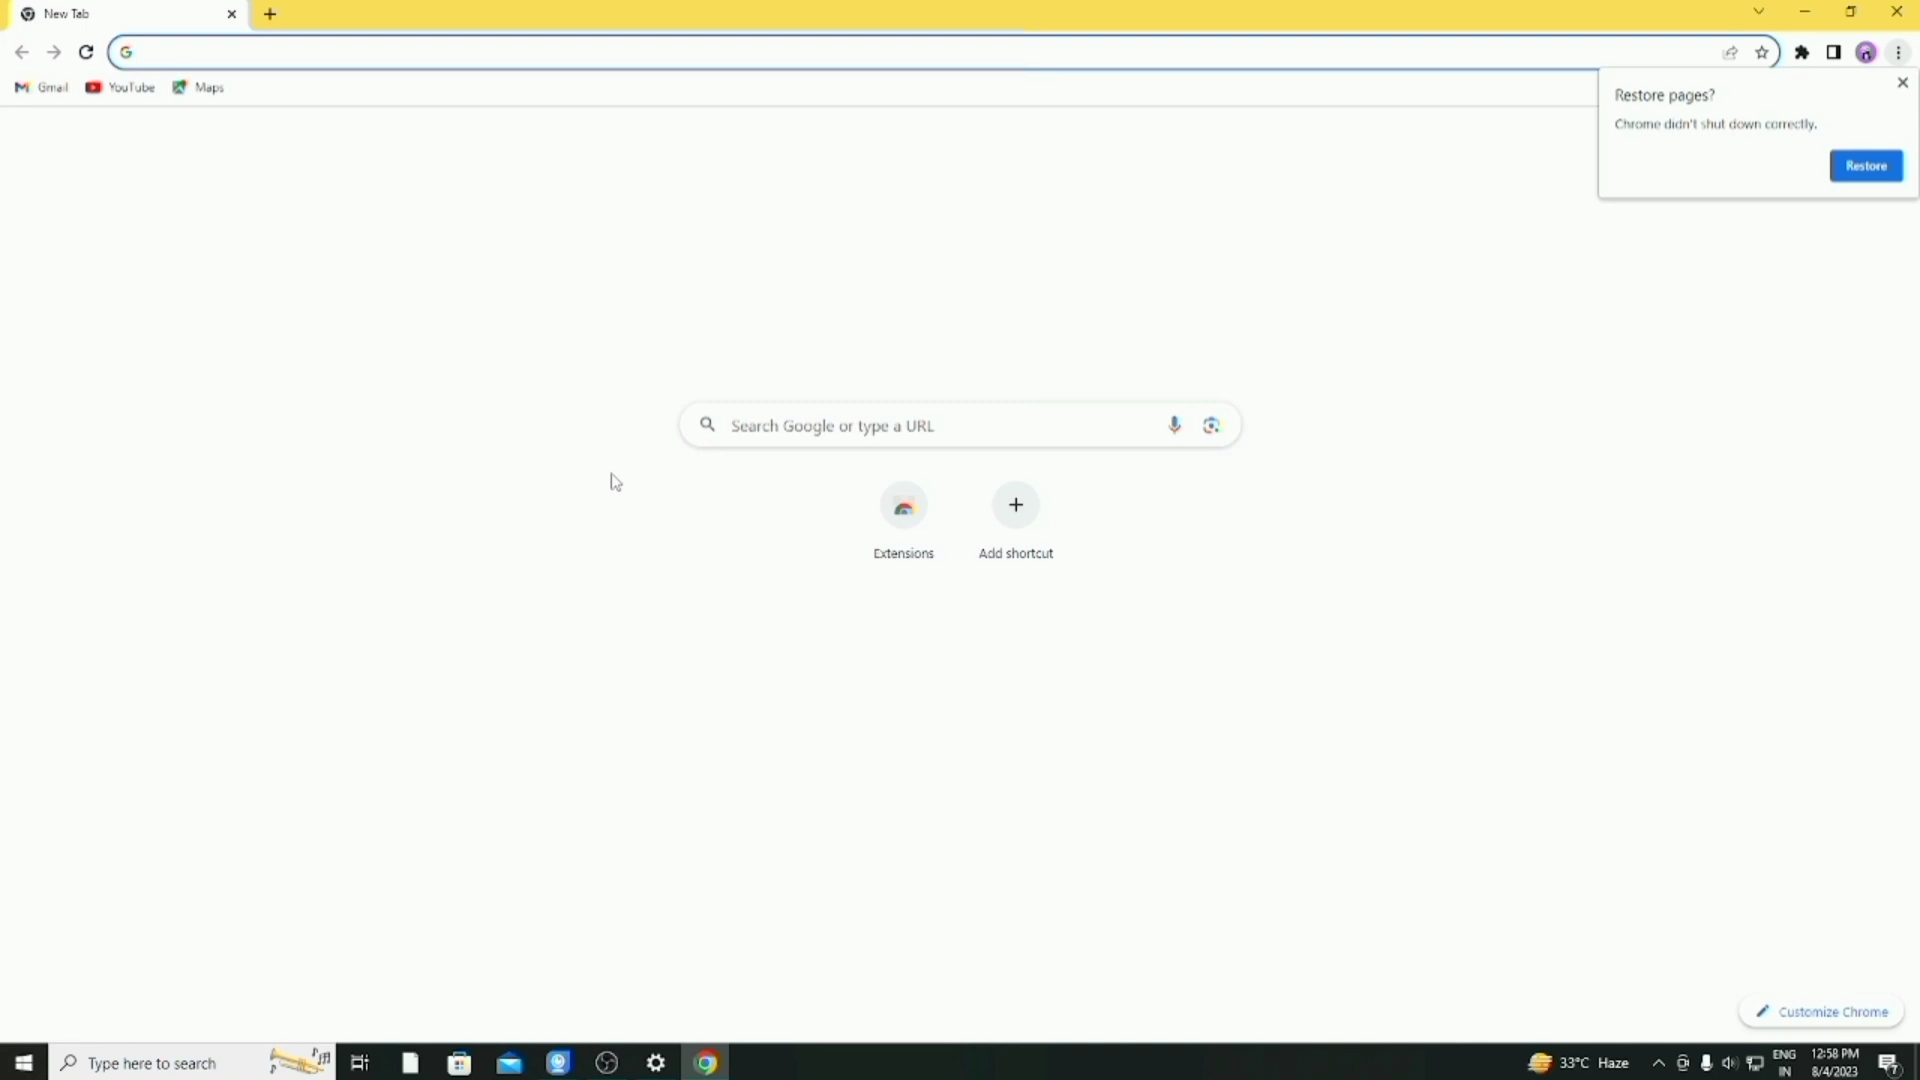 New Tab
Gmail YouTube Maps
Restore pages?
Chrome didn't shut down correctly.
Restore
Search Google or type a URL
Extensions Add shortcut
Customize Chrome
Type here to search
33°C Haze
ENG
IN
12:58 PM
8/4/2023
7